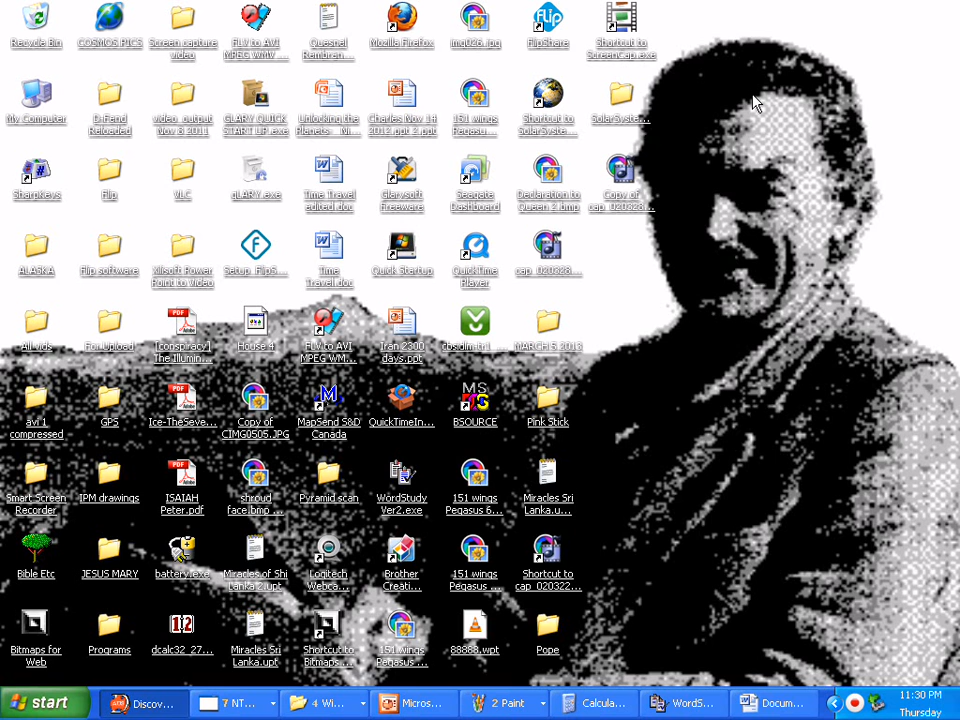 Recycle Bin
COSMOS PICS
Screen capture
video
FLV to AVI
MPEG WMV ...
Quesnel
Rembran...
Mozilla Firefox
img026.jpg
FlipShare
Shortcut to
ScreenCap.exe
My Computer
D-Fend
Reloaded
video_output
Nov 6 2011
GLARY QUICK
START UP.exe
Unlocking the
Planets - Ni...
Charles Nov 14
2012.ppt 2.ppt
151 wings
Pegasu...
Shortcut to
SolarSyste...
SolarSyste...
SharpKeys
Flip
VLC
gLARY.exe
Time Travel
edited.doc
Glarysoft
Freeware
Seagate
Dashboard
Declaration to
Queen 2.bmp
Copy of
cap_020328...
ALASKA
Flip software
Xilisoft Power
Point to Video
Setup_FlipS...
Time
Travel.doc
Quick Startup
QuickTime
Player
cap_020328...
All vids
For Upload
[conspiracy]
The Illumin...
House 4
FLV to AVI
MPEG WM...
Iran 2300
days.ppt
MARCH 5 2013
avi 1
compressed
GPS
Ice-TheSeve...
Copy of
CIMG0505.JPG
MapSend S&D
Canada
QuickTimeIn...
MS
BSOURCE
Pink Stick
Smart Screen
Recorder
IPM drawings
ISAIAH
Peter.pdf
shroud
face.bmp ...
Pyramid scan
WordStudy
Ver2.exe
151 wings
Pegasus 6...
Miracles Sri
Lanka.u...
Bible Etc
JESUS MARY
battery.exe
Miracles of Shi
Lanka 2.upt
Logitech
Webca...
Brother
Creati...
151 wings
Pegasus ...
Shortcut to
cap_020322...
Bitmaps for
Web
Programs
dcalc32_27...
Miracles Sri
Lanka.upt
Shortcut to
Bitmaps ...
151 wings
Pegasus ...
88888.wpt
Pope
start
Discov...
7 NT...
4 Wi...
Micros...
2 Paint
Calcula...
WordS...
Docum...
11:30 PM
Thursday